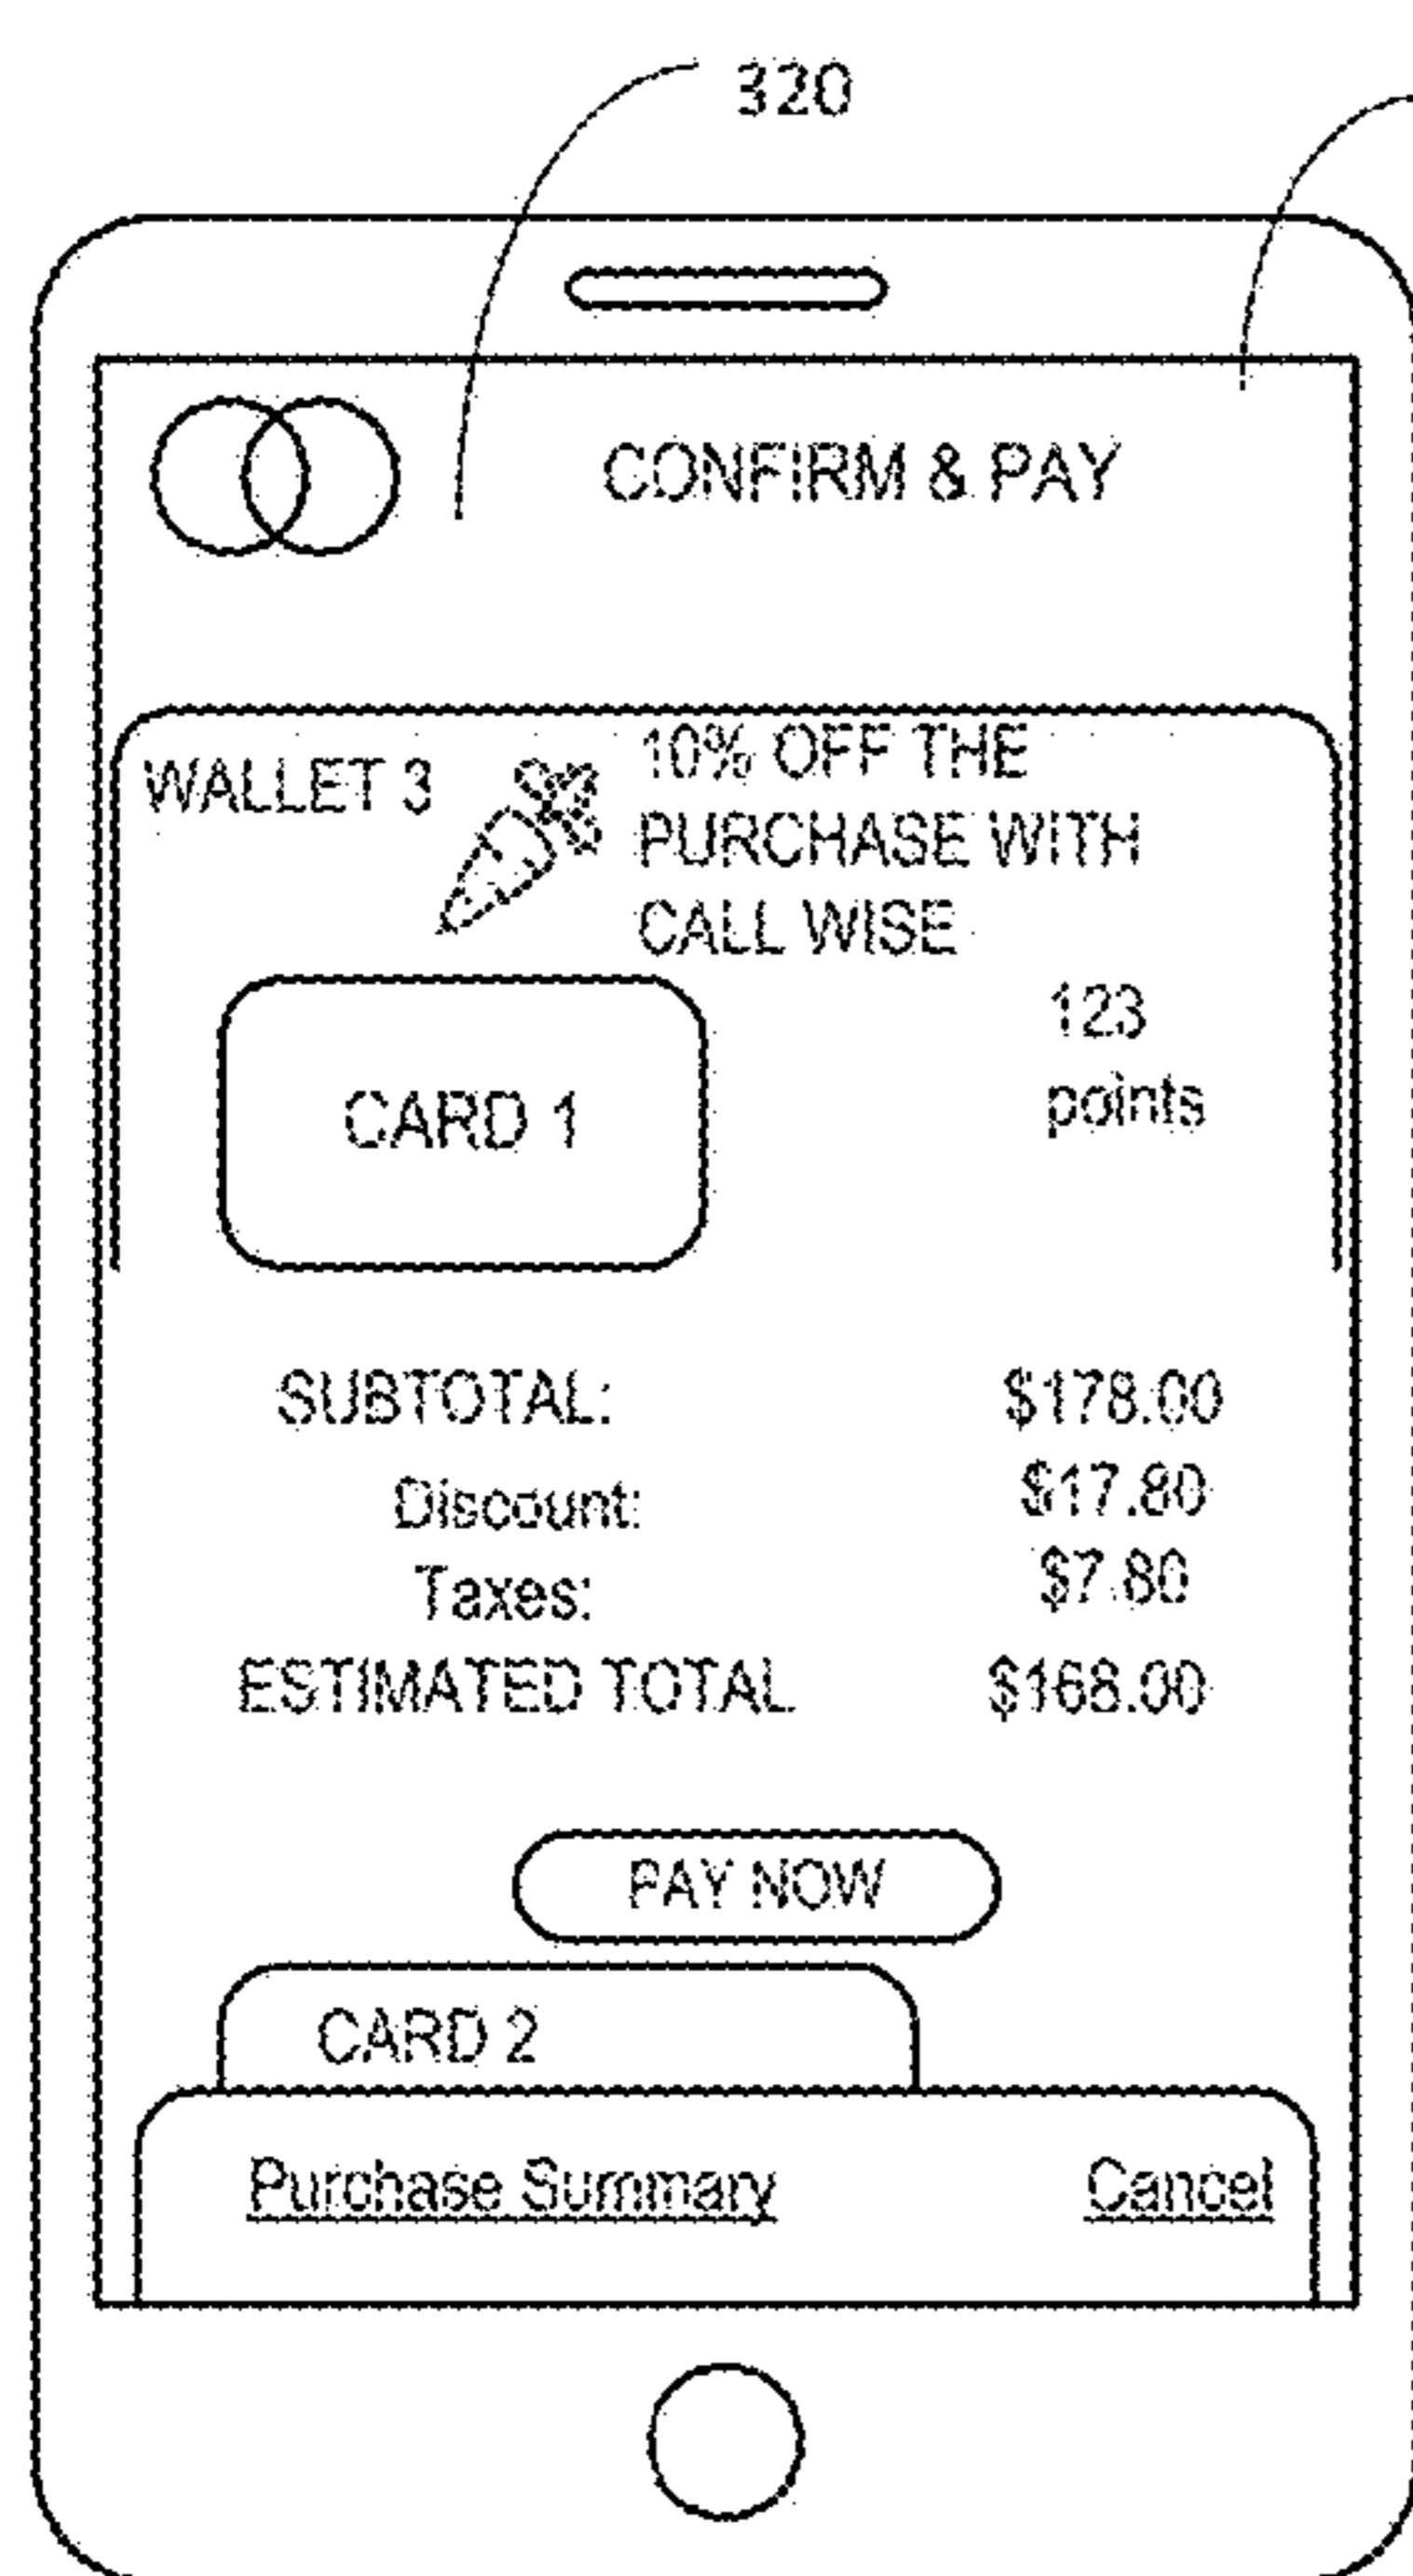 320
CONFIRM & PAY
WALLET 3
10% OFF THE
PURCHASE WITH
CALL WISE
CARD 1
123
points
SUBTOTAL: $178.00
Discount: $17.80
Taxes: $7.80
ESTIMATED TOTAL $168.00
PAY NOW
CARD 2
Purchase Summary Cancel